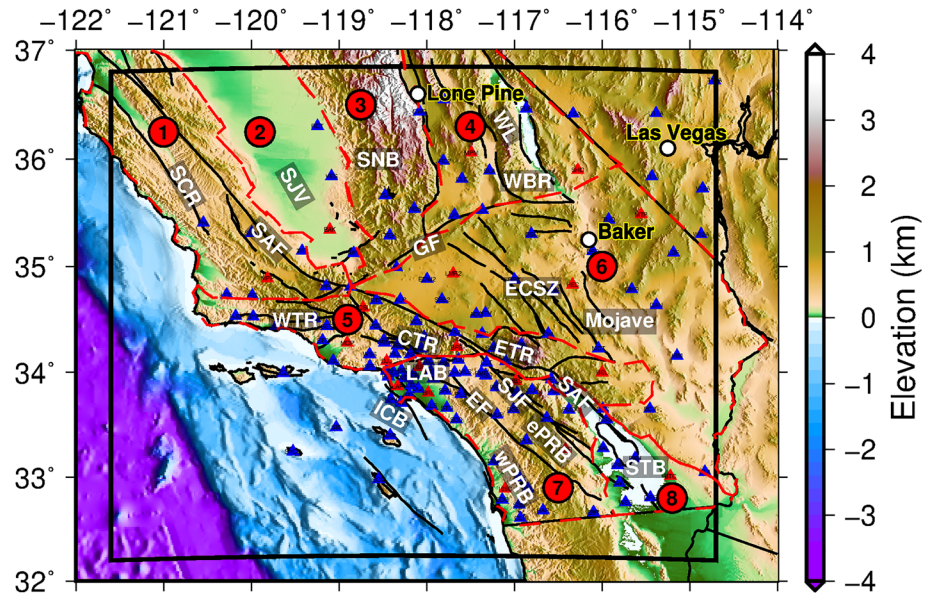 −122° −121° −120° −119° −118° −117° −116° −115° −114°
37°
36°
35°
34°
33°
32°
Lone Pine
Las Vegas
Baker
1
2
3
4
5
6
7
8
SCR
SJV
SNB
WL
WBR
SAF
GF
ECSZ
Mojave
WTR
CTR
ETR
LAB
SJF
SAF
EF
ICB
ePRB
wPRB
STB
4
3
2
1
0
−1
−2
−3
−4
Elevation (km)